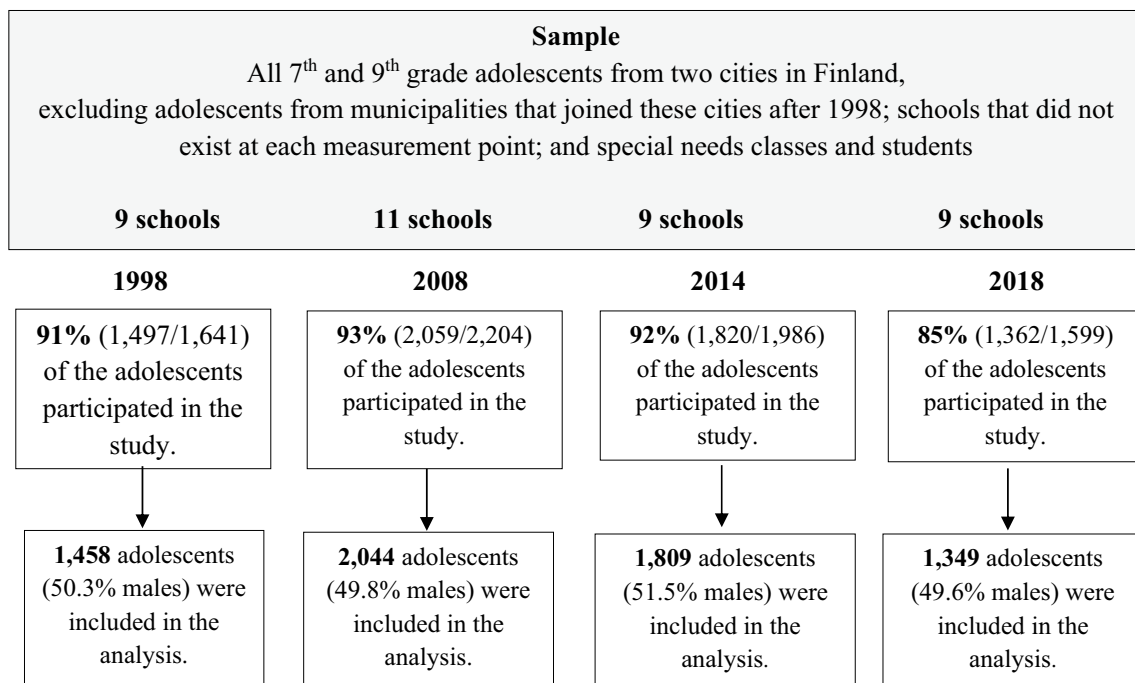 Sample
All 7th and 9th grade adolescents from two cities in Finland,
excluding adolescents from municipalities that joined these cities after 1998; schools that did not
exist at each measurement point; and special needs classes and students
9 schools 11 schools 9 schools 9 schools
1998 2008 2014 2018
91% (1,497/1,641)
of the adolescents
participated in the
study.
93% (2,059/2,204)
of the adolescents
participated in the
study.
92% (1,820/1,986)
of the adolescents
participated in the
study.
85% (1,362/1,599)
of the adolescents
participated in the
study.
1,458 adolescents
(50.3% males) were
included in the
analysis.
2,044 adolescents
(49.8% males) were
included in the
analysis.
1,809 adolescents
(51.5% males) were
included in the
analysis.
1,349 adolescents
(49.6% males) were
included in the
analysis.